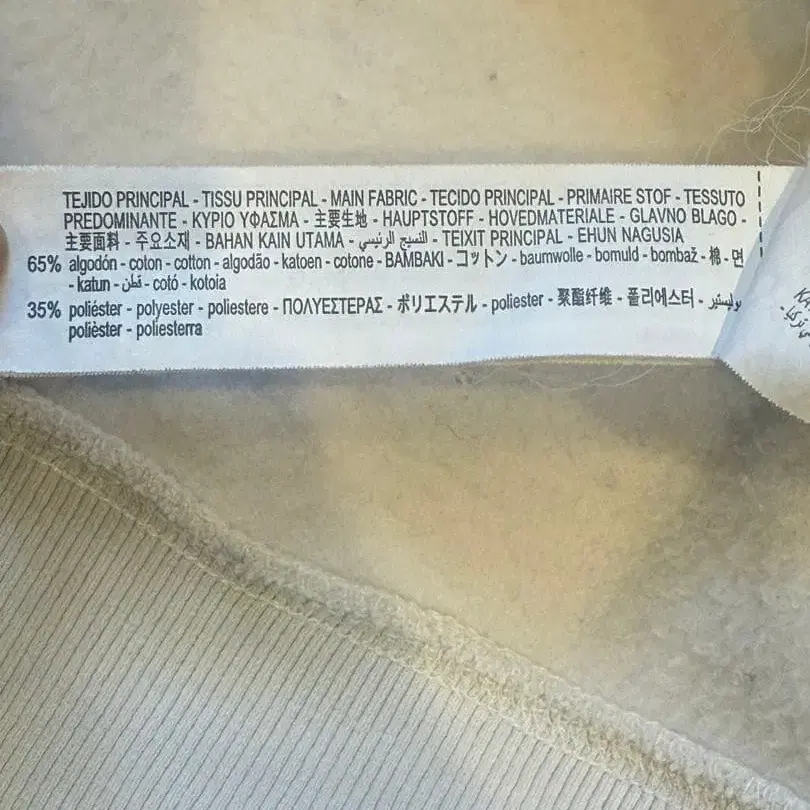 TEJIDO PRINCIPAL - TISSU PRINCIPAL - MAIN FABRIC - TECIDO PRINCIPAL - PRIMAIRE STOF - TESSUTO
PREDOMINANTE - ΚΥΡΙΟ ΥΦΑΣΜΑ - 主要生地 - HAUPTSTOFF - HOVEDMATERIALE - GLAVNO BLAGO -
主要面料 - 주요소재 - BAHAN KAIN UTAMA - النسيج الرئيسي - TEIXIT PRINCIPAL - EHUN NAGUSIA
65% algodón - coton - cotton - algodão - katoen - cotone - ΒΑΜΒΑΚΙ - コットン - baumwolle - bomuld - bombaž - 棉 - 면
- katun - قطن - cotó - kotoia
35% poliéster - polyester - poliestere - ΠΟΛΥΕΣΤΕΡΑΣ - ポリエステル - poliester - 聚酯纤维 - 폴리에스터 - بوليستير
polièster - poliesterra